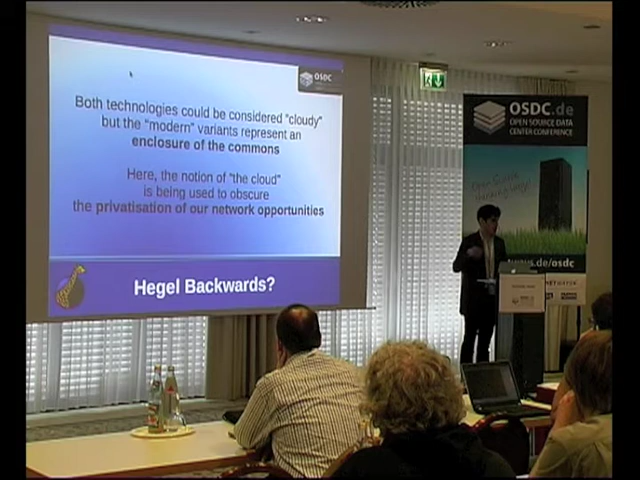 OSDC
Both technologies could be considered "cloudy"
but the "modern" variants represent an
enclosure of the commons
Here, the notion of "the cloud"
is being used to obscure
the privatisation of our network opportunities
Hegel Backwards?
OSDC.de
OPEN SOURCE DATA
CENTER CONFERENCE
.de/osdc
NETWAYS